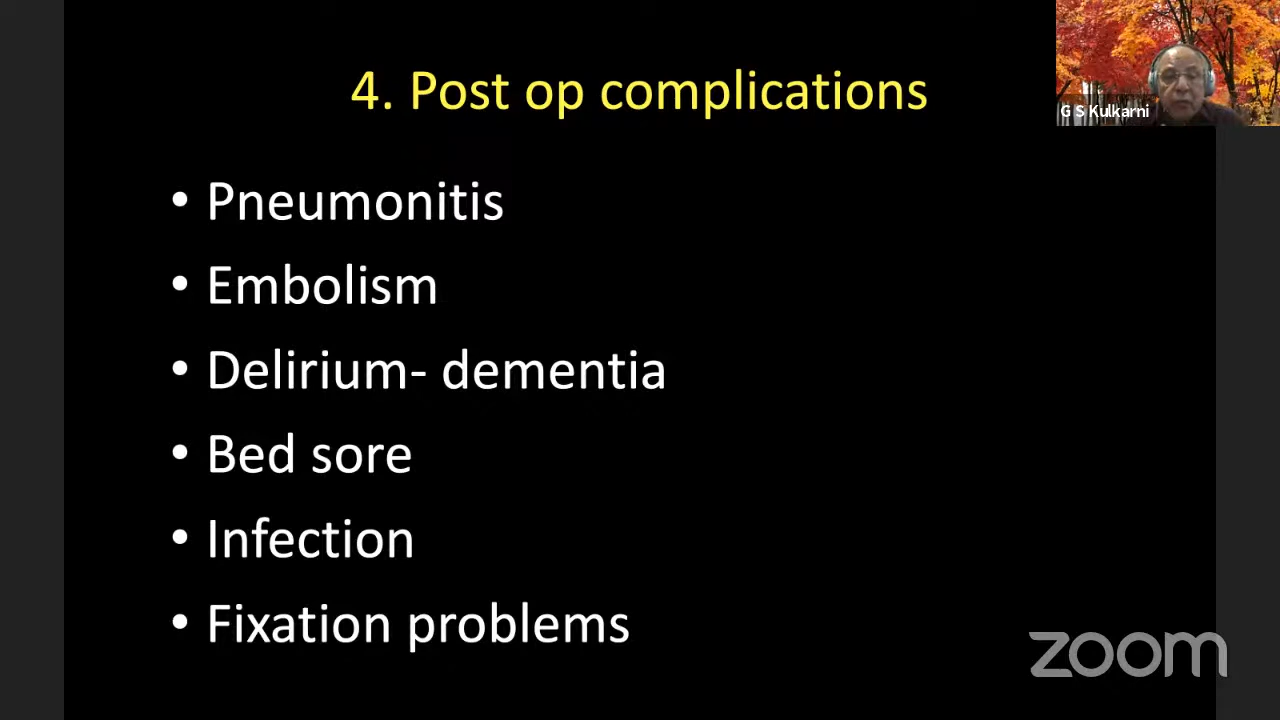 4. Post op complications
G S Kulkarni
• Pneumonitis
• Embolism
• Delirium- dementia
• Bed sore
• Infection
• Fixation problems
zoom